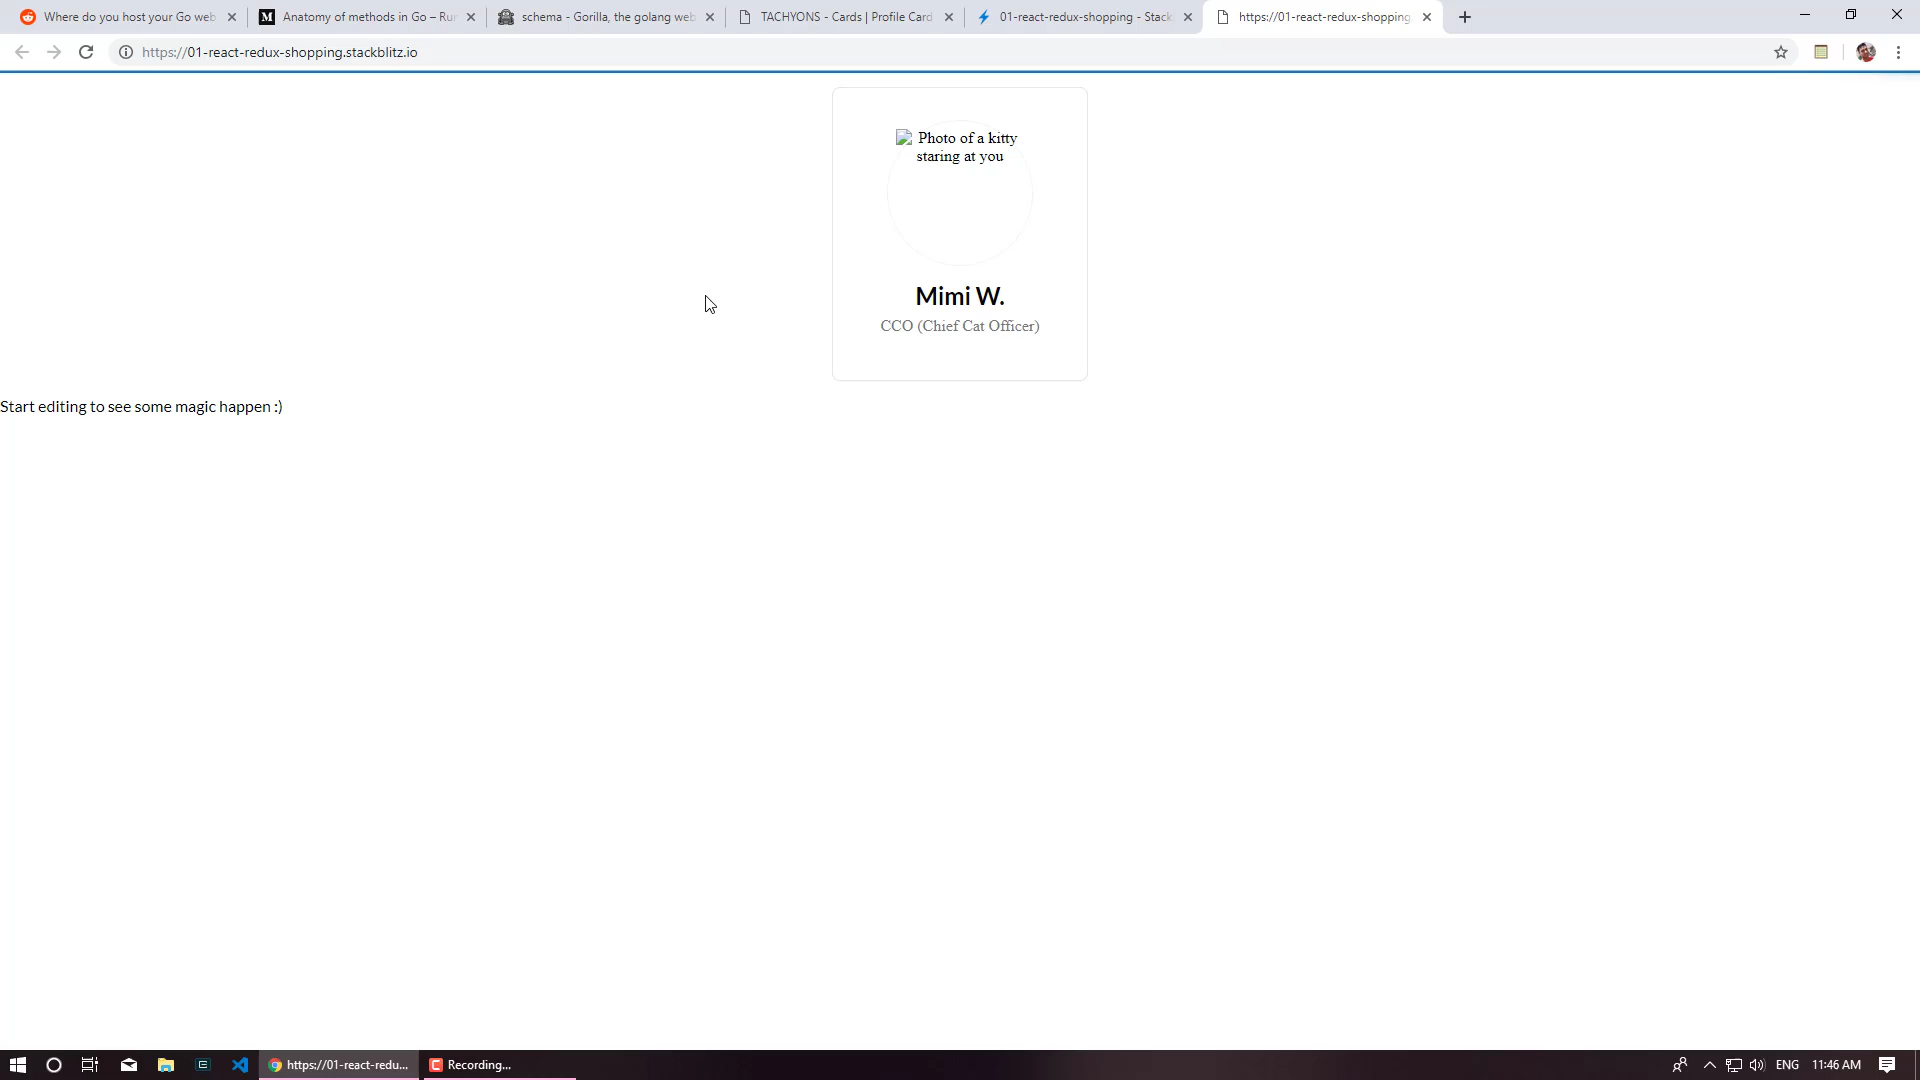 Where do you host your Go web
Anatomy of methods in Go – Run
schema - Gorilla, the golang web
TACHYONS - Cards | Profile Card
01-react-redux-shopping - Stack
https://01-react-redux-shopping
https://01-react-redux-shopping.stackblitz.io
Photo of a kitty
staring at you
Mimi W.
CCO (Chief Cat Officer)
Start editing to see some magic happen :)
https://01-react-redu...
Recording...
ENG
11:46 AM